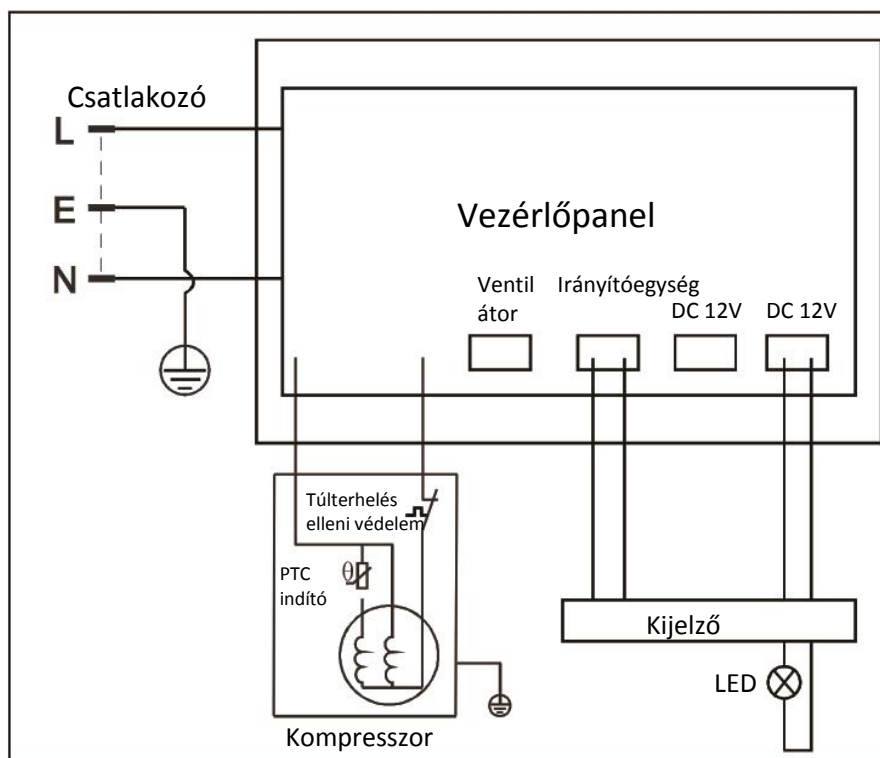 Csatlakozó
L
E
N
Vezérlőpanel
Ventil
átor
Irányítóegység
DC 12V
DC 12V
Túlterhelés
elleni védelem
PTC
indító
θ
Kompresszor
Kijelző
LED